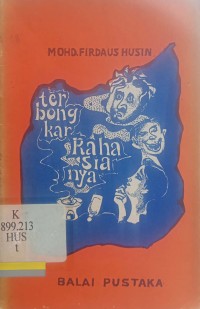 MOHD. FIRDAUS HUSIN
ter
bong
kar
Raha
sia
nya
K
899.213
HUS
t
BALAI PUSTAKA